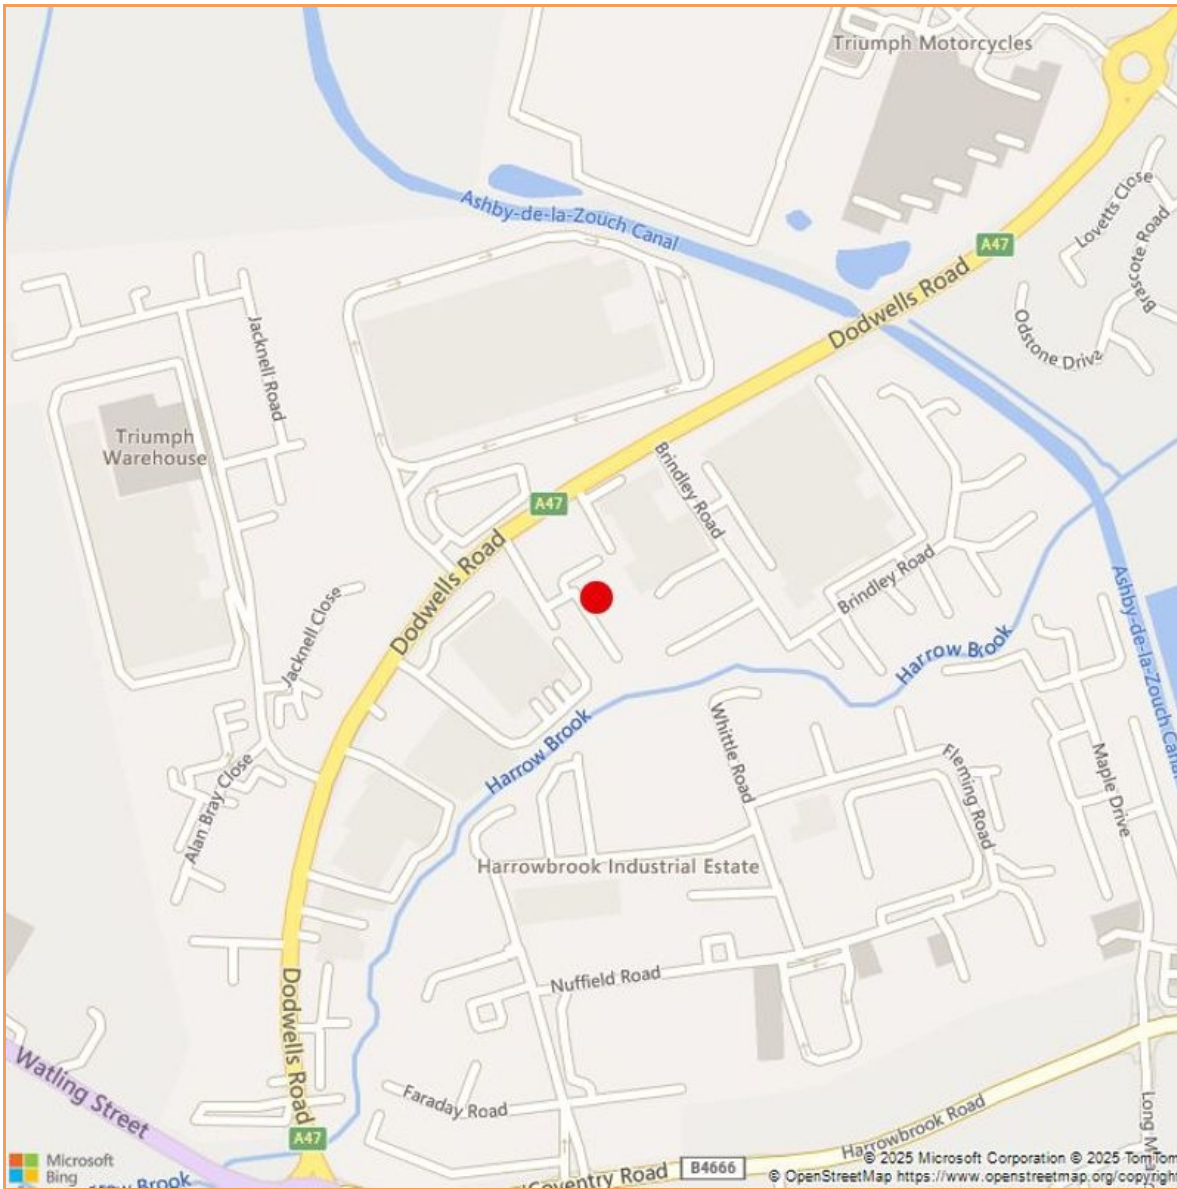 Triumph Motorcycles
Ashby-de-la-Zouch Canal
A47
Dodwells Road
Lovetts Close
Brascote Road
Odstone Drive
Jacknell Road
Triumph
Warehouse
Brindley Road
A47
Dodwells Road
Brindley Road
Jacknell Close
Ashby-de-la-Zouch Canal
Harrow Brook
Harrow Brook
Whittle Road
Fleming Road
Maple Drive
Alan Bray Close
Harrowbrook Industrial Estate
Nuffield Road
Dodwells Road
Watling Street
Faraday Road
Harrowbrook Road
Long M
A47
Coventry Road
B4666
Microsoft
Bing
rrow Brook
© 2025 Microsoft Corporation © 2025 TomTom
© OpenStreetMap https://www.openstreetmap.org/copyright